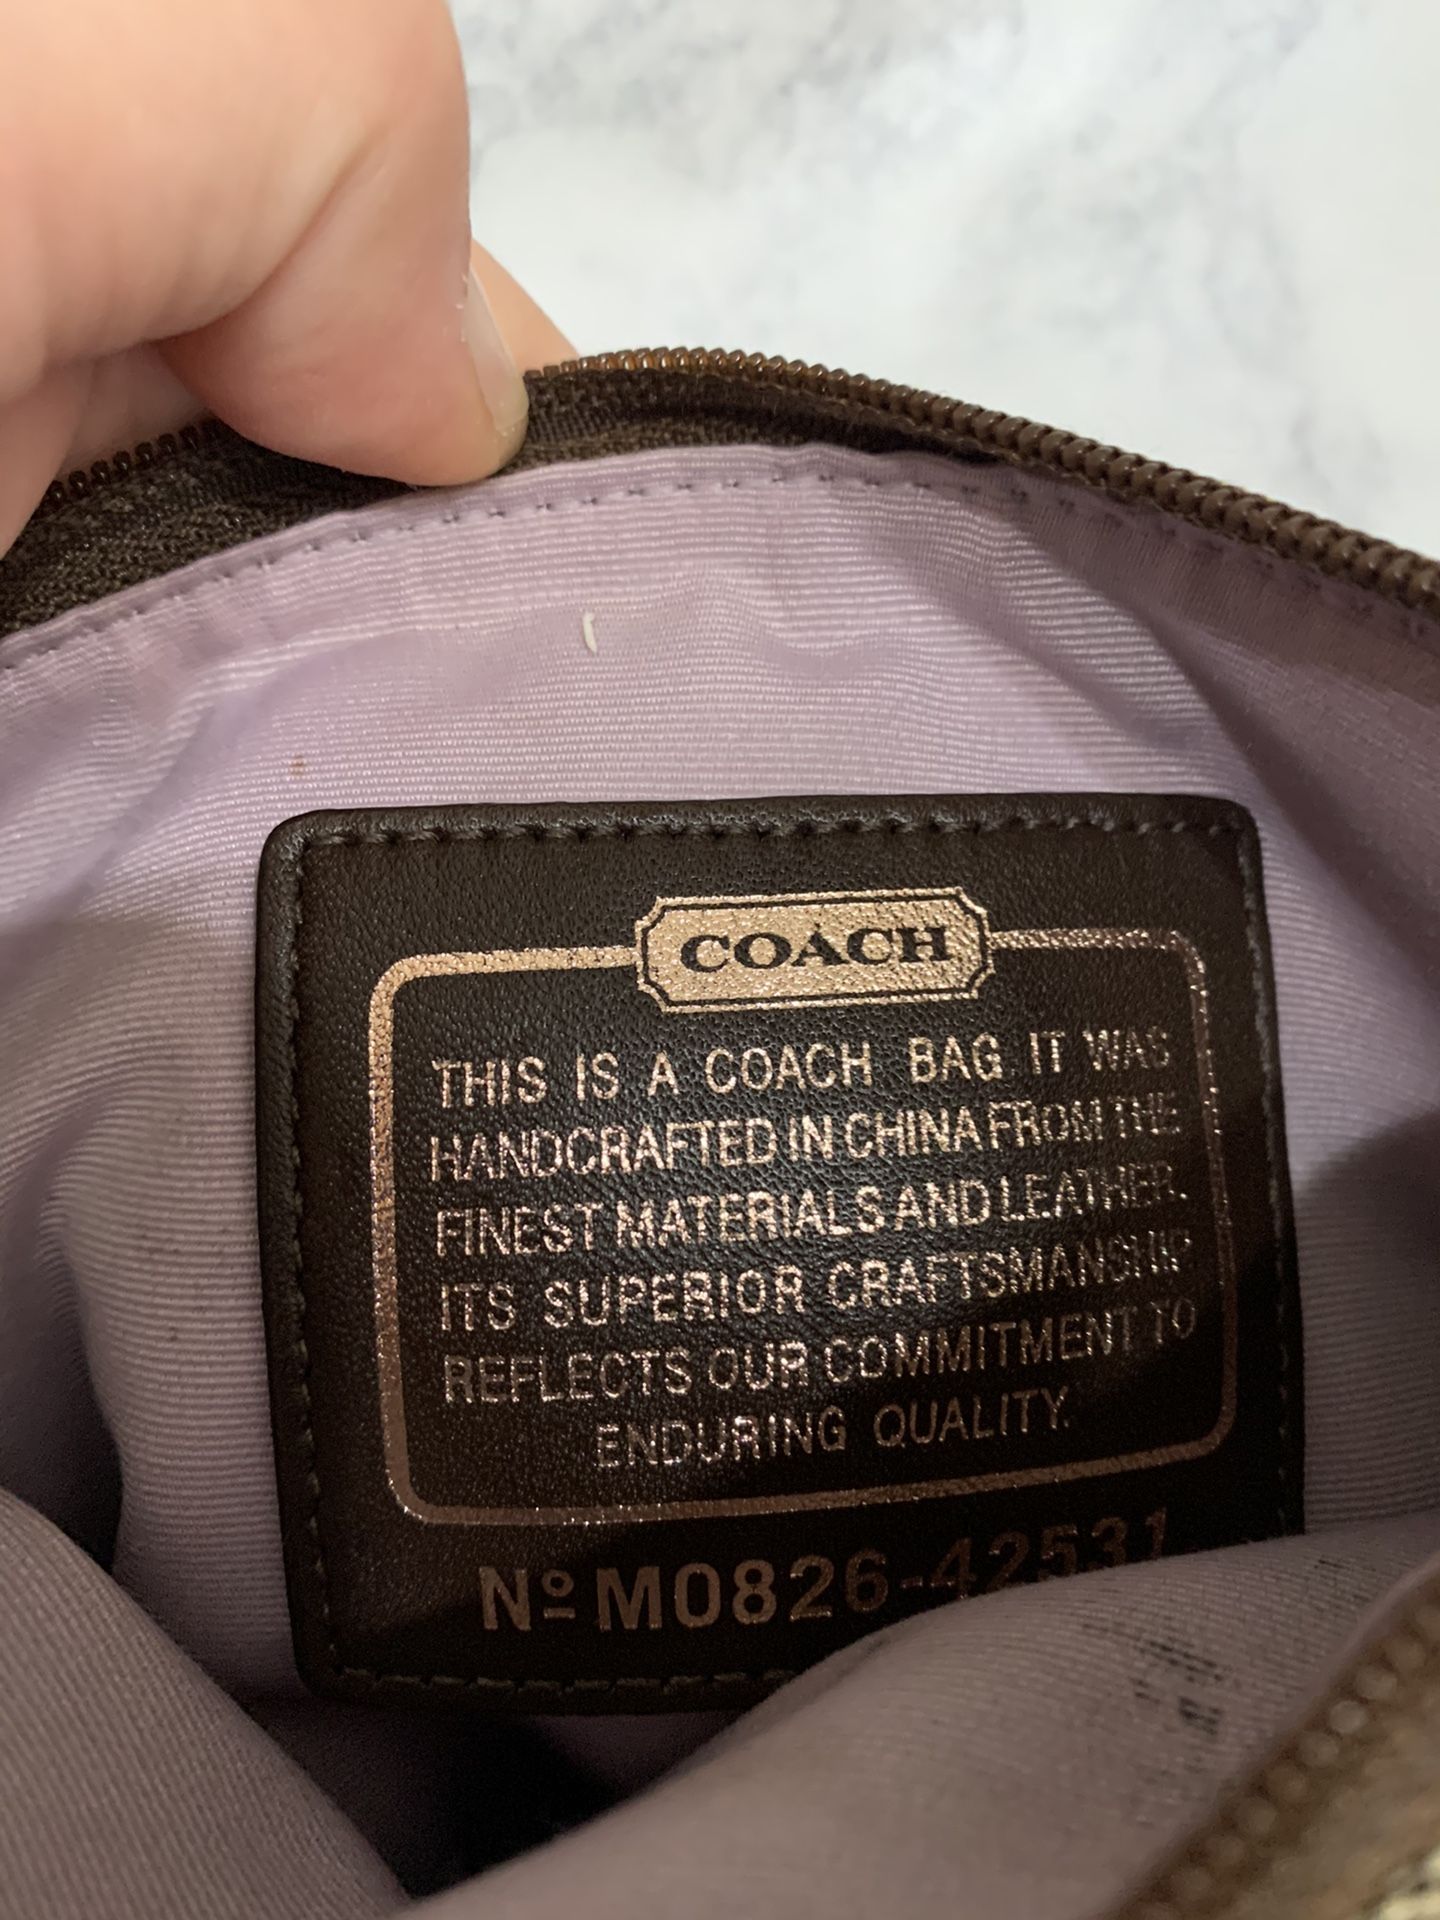 COACH
THIS IS A COACH BAG IT WAS
HANDCRAFTED IN CHINA FROM THE
FINEST MATERIALS AND LEATHER.
ITS SUPERIOR CRAFTSMANSHIP
REFLECTS OUR COMMITMENT TO
ENDURING QUALITY.
Nº M0826-42531